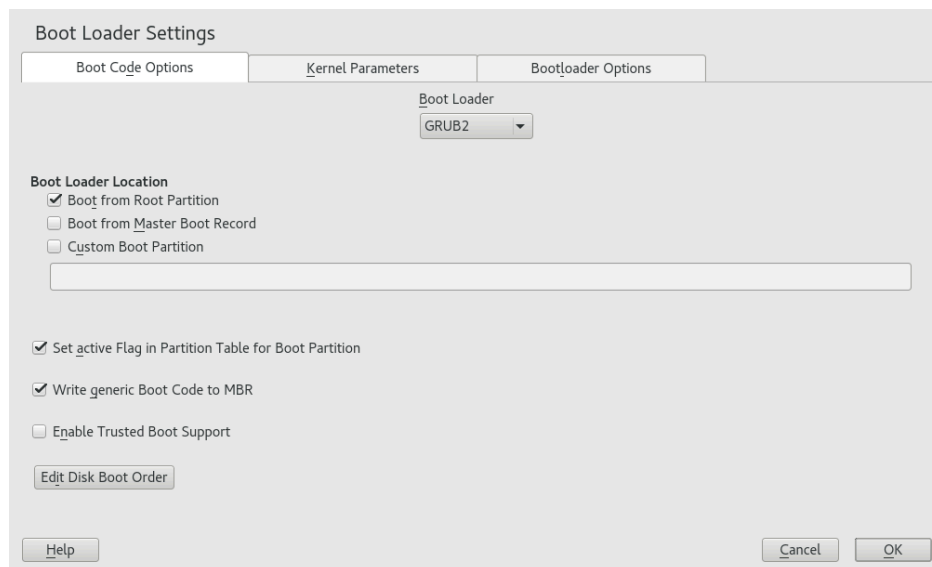 Boot Loader Settings
Boot Code Options
Kernel Parameters
Bootloader Options
Boot Loader
GRUB2
Boot Loader Location
Boot from Root Partition
Boot from Master Boot Record
Custom Boot Partition
Set active Flag in Partition Table for Boot Partition
Write generic Boot Code to MBR
Enable Trusted Boot Support
Edit Disk Boot Order
Help
Cancel
OK